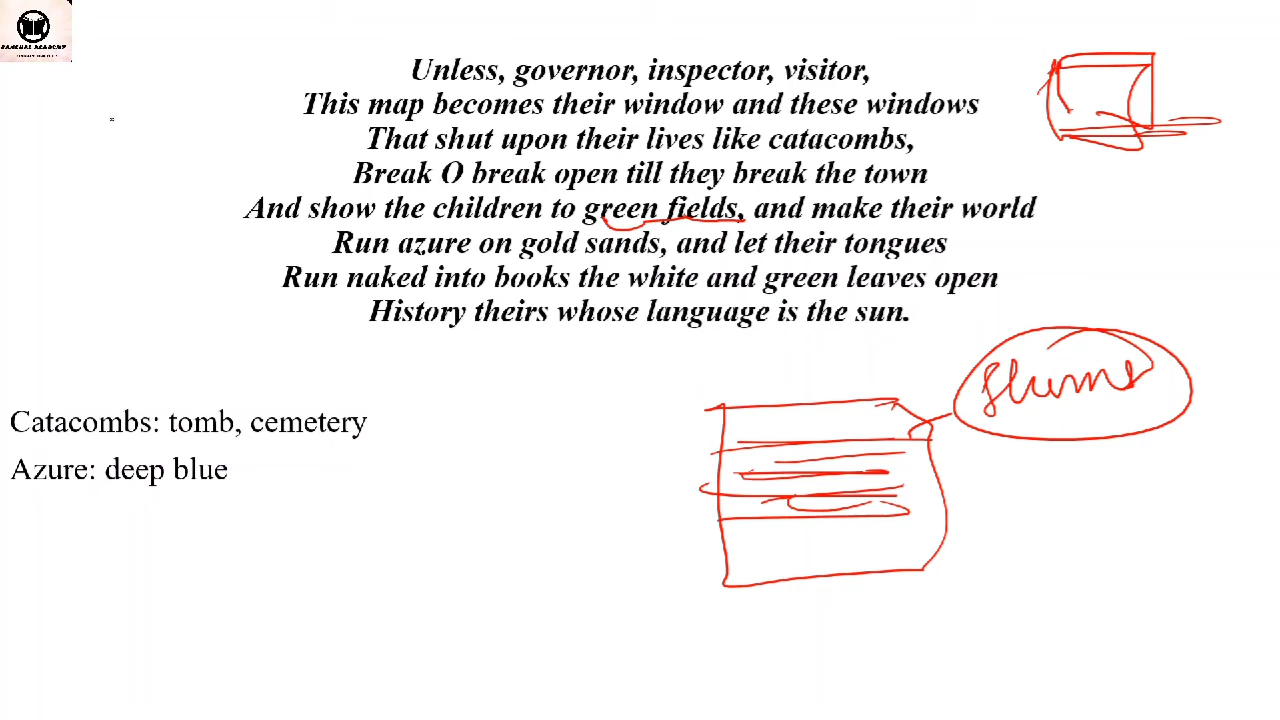 Unless, governor, inspector, visitor,
This map becomes their window and these windows
That shut upon their lives like catacombs,
Break O break open till they break the town
And show the children to green fields, and make their world
Run azure on gold sands, and let their tongues
Run naked into books the white and green leaves open
History theirs whose language is the sun.
slums
Catacombs: tomb, cemetery
Azure: deep blue